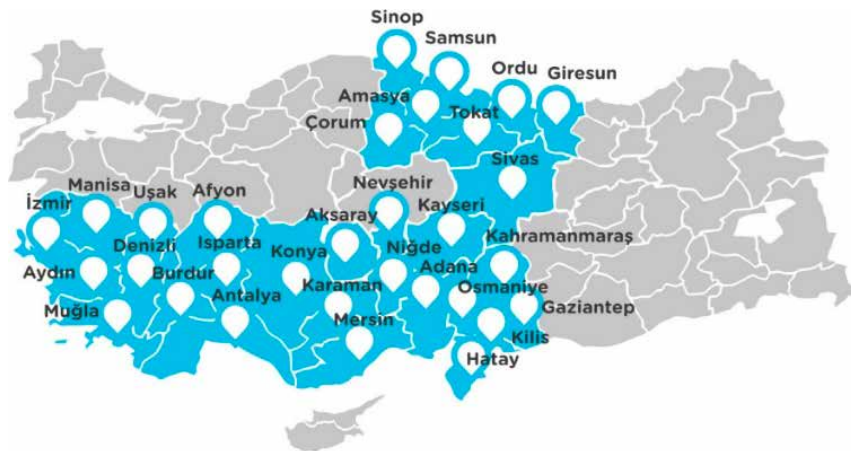 Sinop
Samsun
Ordu
Giresun
Amasya
Tokat
Çorum
Sivas
Nevşehir
Manisa
Uşak
Afyon
İzmir
Aksaray
Kayseri
Denizli
Isparta
Konya
Niğde
Kahramanmaraş
Aydın
Burdur
Karaman
Adana
Osmaniye
Muğla
Antalya
Mersin
Gaziantep
Kilis
Hatay